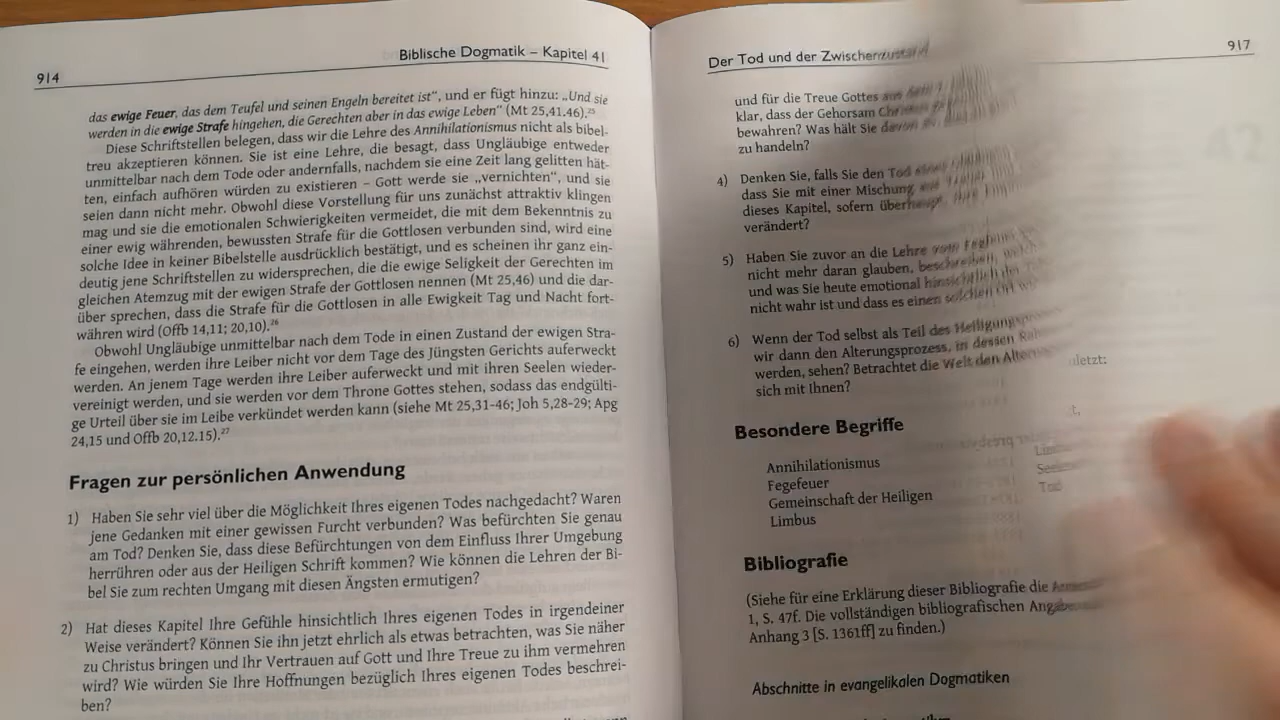 914
Biblische Dogmatik – Kapitel 41
das ewige Feuer, das dem Teufel und seinen Engeln bereitet ist“, und er fügt hinzu: „Und sie
werden in die ewige Strafe hingehen, die Gerechten aber in das ewige Leben“ (Mt 25,41.46).25
Diese Schriftstellen belegen, dass wir die Lehre des Annihilationismus nicht als bibel-
treu akzeptieren können. Sie ist eine Lehre, die besagt, dass Ungläubige entweder
unmittelbar nach dem Tode oder andernfalls, nachdem sie eine Zeit lang gelitten hät-
ten, einfach aufhören würden zu existieren – Gott werde sie „vernichten“, und sie
seien dann nicht mehr. Obwohl diese Vorstellung für uns zunächst attraktiv klingen
mag und sie die emotionalen Schwierigkeiten vermeidet, die mit dem Bekenntnis zu
einer ewig währenden, bewussten Strafe für die Gottlosen verbunden sind, wird eine
solche Idee in keiner Bibelstelle ausdrücklich bestätigt, und es scheinen ihr ganz ein-
deutig jene Schriftstellen zu widersprechen, die die ewige Seligkeit der Gerechten im
gleichen Atemzug mit der ewigen Strafe der Gottlosen nennen (Mt 25,46) und die dar-
über sprechen, dass die Strafe für die Gottlosen in alle Ewigkeit Tag und Nacht fort-
währen wird (Offb 14,11; 20,10).26
Obwohl Ungläubige unmittelbar nach dem Tode in einen Zustand der ewigen Stra-
fe eingehen, werden ihre Leiber nicht vor dem Tage des Jüngsten Gerichts auferweckt
werden. An jenem Tage werden ihre Leiber auferweckt und mit ihren Seelen wieder-
vereinigt werden, und sie werden vor dem Throne Gottes stehen, sodass das endgülti-
ge Urteil über sie im Leibe verkündet werden kann (siehe Mt 25,31-46; Joh 5,28-29; Apg
24,15 und Offb 20,12.15).27
Fragen zur persönlichen Anwendung
1) Haben Sie sehr viel über die Möglichkeit Ihres eigenen Todes nachgedacht? Waren
jene Gedanken mit einer gewissen Furcht verbunden? Was befürchten Sie genau
am Tod? Denken Sie, dass diese Befürchtungen von dem Einfluss Ihrer Umgebung
herrühren oder aus der Heiligen Schrift kommen? Wie können die Lehren der Bi-
bel Sie zum rechten Umgang mit diesen Ängsten ermutigen?
2) Hat dieses Kapitel Ihre Gefühle hinsichtlich Ihres eigenen Todes in irgendeiner
Weise verändert? Können Sie ihn jetzt ehrlich als etwas betrachten, was Sie näher
zu Christus bringen und Ihr Vertrauen auf Gott und Ihre Treue zu ihm vermehren
wird? Wie würden Sie Ihre Hoffnungen bezüglich Ihres eigenen Todes beschrei-
ben?
Der Tod und der Zwischenzustand
917
und für die Treue Gottes aus dem
klar, dass der Gehorsam
bewahren? Was hält Sie davon
zu handeln?
4) Denken Sie, falls Sie den Tod
dass Sie mit einer Mischung
dieses Kapitel, sofern überhaupt, Ihre
verändert?
5) Haben Sie zuvor an die Lehre vom Fegfeuer
nicht mehr daran glauben, beschreiben
und was Sie heute emotional hinsichtlich der
nicht wahr ist und dass es einen solchen Ort
6) Wenn der Tod selbst als Teil des Heiligungsprozesses
wir dann den Alterungsprozess, in dessen
werden, sehen? Betrachtet die Welt den
sich mit Ihnen?
Besondere Begriffe
Annihilationismus
Fegefeuer
Gemeinschaft der Heiligen
Limbus
Tod
Bibliografie
(Siehe für eine Erklärung dieser Bibliografie die
1, S. 47f. Die vollständigen bibliografischen
Anhang 3 [S. 1361ff] zu finden.)
Abschnitte in evangelikalen Dogmatiken
42